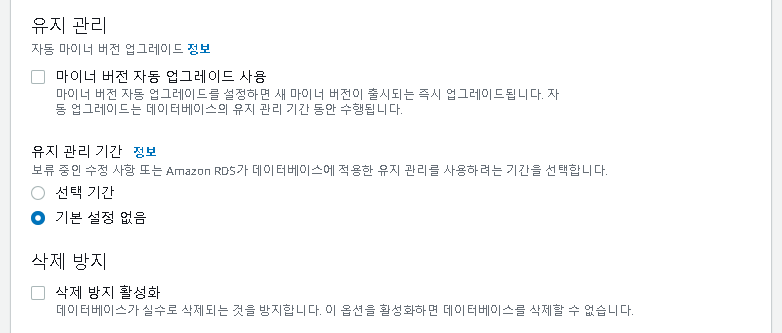 유지 관리
자동 마이너 버전 업그레이드 정보
마이너 버전 자동 업그레이드 사용
마이너 버전 자동 업그레이드를 설정하면 새 마이너 버전이 출시되는 즉시 업그레이드됩니다. 자
동 업그레이드는 데이터베이스의 유지 관리 기간 동안 수행됩니다.
유지 관리 기간 정보
보류 중인 수정 사항 또는 Amazon RDS가 데이터베이스에 적용한 유지 관리를 사용하려는 기간을 선택합니다.
선택 기간
기본 설정 없음
삭제 방지
삭제 방지 활성화
데이터베이스가 실수로 삭제되는 것을 방지합니다. 이 옵션을 활성화하면 데이터베이스를 삭제할 수 없습니다.